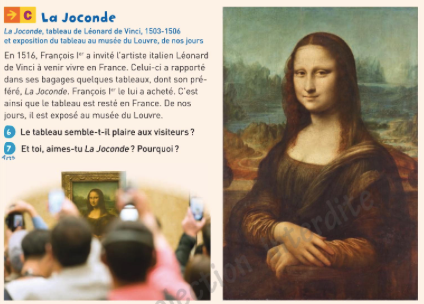 C La Joconde
La Joconde, tableau de Léonard de Vinci, 1503-1506
et exposition du tableau au musée du Louvre, de nos jours
En 1516, François Ier a invité l'artiste italien Léonard
de Vinci à venir vivre en France. Celui-ci a rapporté
dans ses bagages quelques tableaux, dont son pré-
féré, La Joconde. François Ier le lui a acheté. C'est
ainsi que le tableau est resté en France. De nos
jours, il est exposé au musée du Louvre.
6 Le tableau semble-t-il plaire aux visiteurs ?
7 Et toi, aimes-tu La Joconde ? Pourquoi ?
Arts
interdite